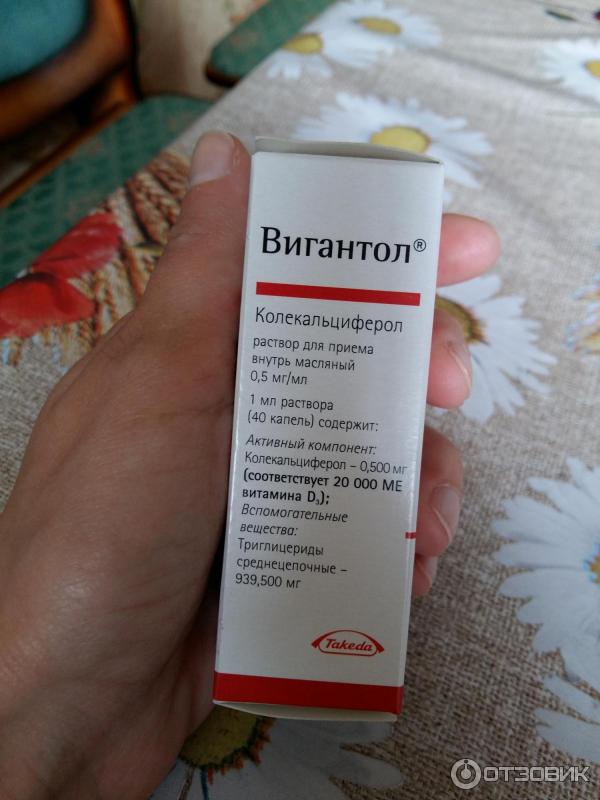 Вигантол®
Колекальциферол
раствор для приема
внутрь масляный
0,5 мг/мл
1 мл раствора
(40 капель) содержит:
Активный компонент:
Колекальциферол – 0,500 мг
(соответствует 20 000 МЕ
витамина D₃);
Вспомогательные
вещества:
Триглицериды
среднецепочные –
939,500 мг
Takeda
ОТЗОВИК